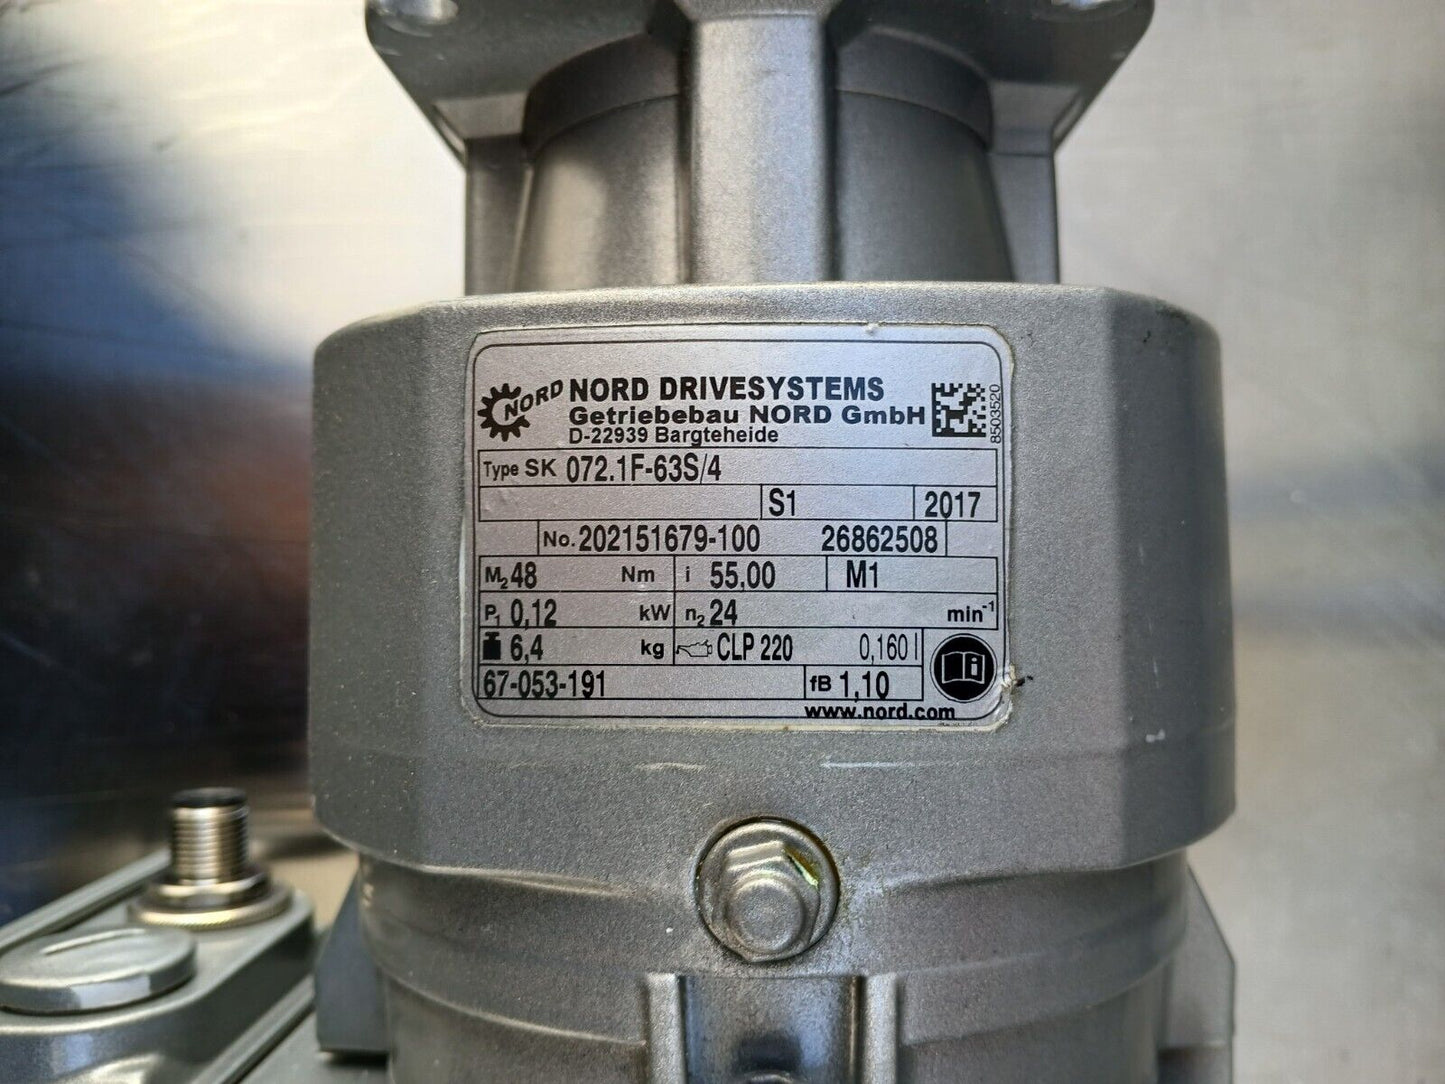 NORD NORD DRIVESYSTEMS
Getriebebau NORD GmbH
D-22939 Bargteheide
8503520
Type SK 072.1F-63S/4
S1 2017
No. 202151679-100 26862508
M2 48 Nm i 55,00 M1
P1 0,12 kW n2 24 min-1
6,4 kg CLP 220 0,160 l
67-053-191 fB 1,10
www.nord.com